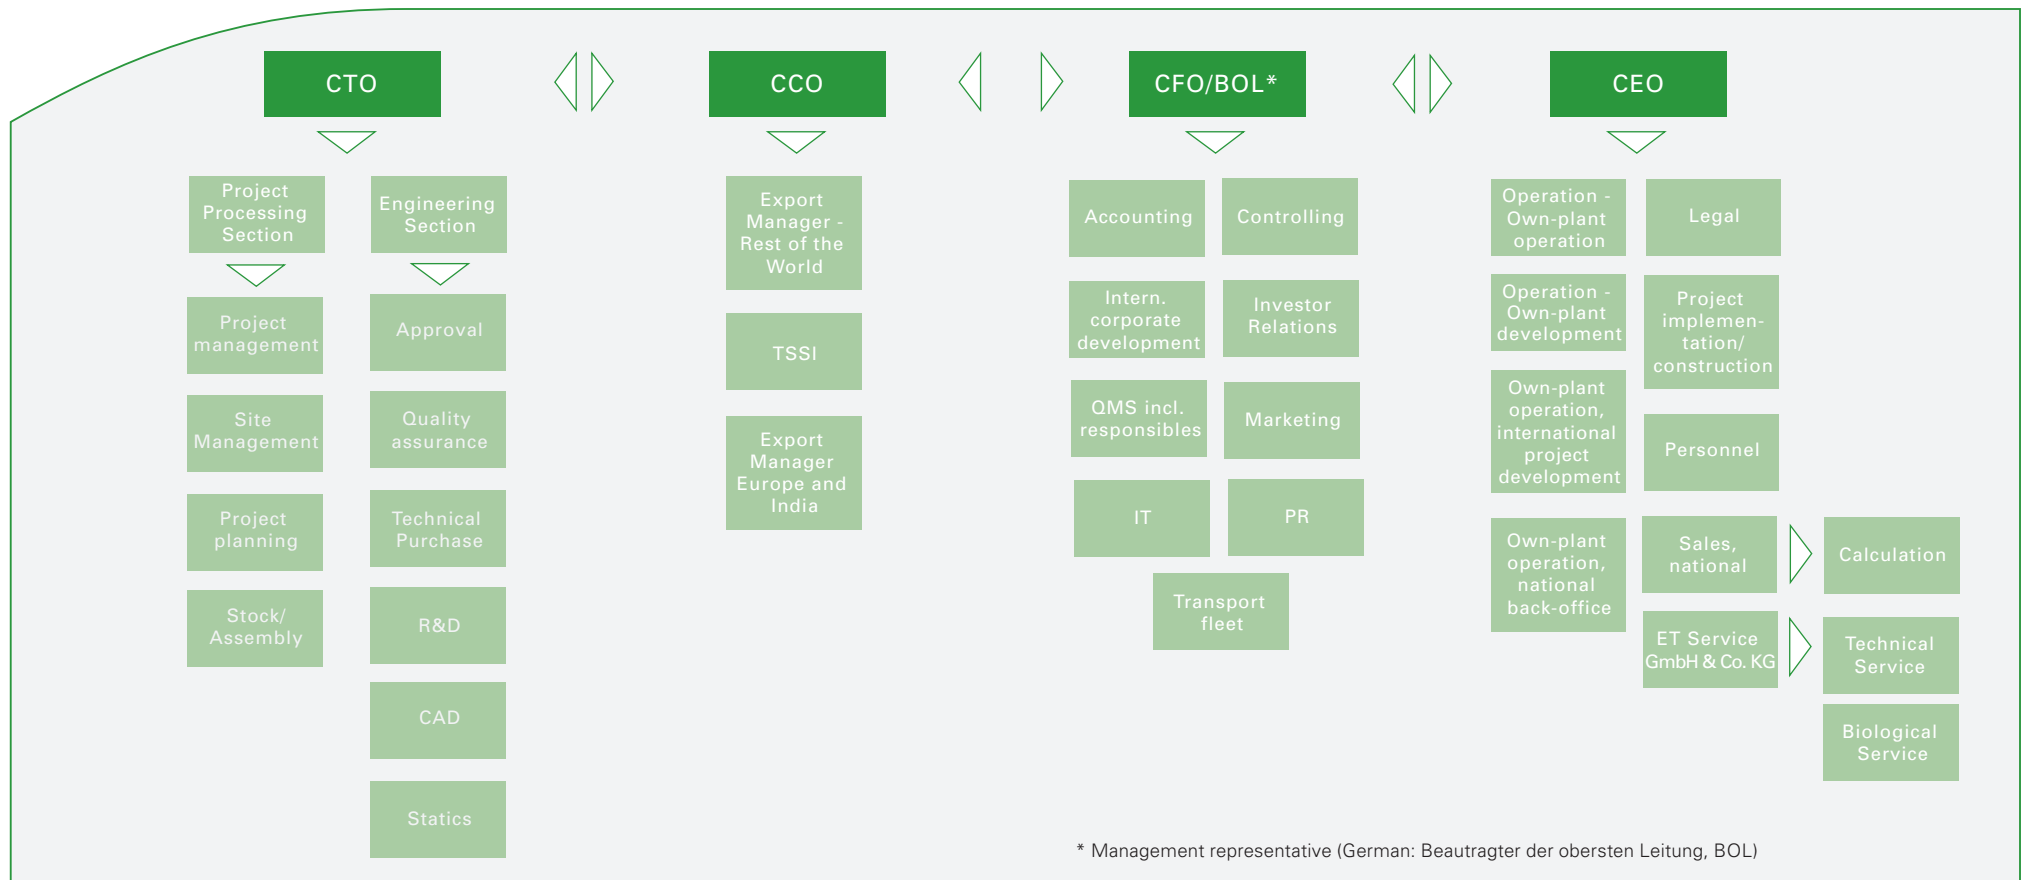 CTO
CCO
CFO/BOL*
CEO
Project
Processing
Section
Engineering
Section
Project
management
Site
Management
Project
planning
Stock/
Assembly
Approval
Quality
assurance
Technical
Purchase
R&D
CAD
Statics
Export
Manager -
Rest of the
World
TSSI
Export
Manager
Europe and
India
Accounting
Controlling
Intern.
corporate
development
Investor
Relations
QMS incl.
responsibles
Marketing
IT
PR
Transport
fleet
Operation -
Own-plant
operation
Legal
Operation -
Own-plant
development
Project
implemen-
tation/
construction
Own-plant
operation,
international
project
development
Personnel
Own-plant
operation,
national
back-office
Sales,
national
Calculation
ET Service
GmbH & Co. KG
Technical
Service
Biological
Service
* Management representative (German: Beautragter der obersten Leitung, BOL)